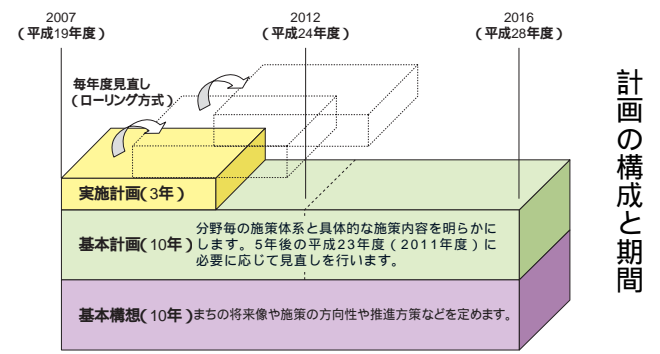 2007
(平成19年度)
2012
(平成24年度)
2016
(平成28年度)
毎年度見直し
(ローリング方式)
実施計画(3年)
基本計画(10年)
分野毎の施策体系と具体的な施策内容を明らかに
します。5年後の平成23年度(2011年度)に
必要に応じて見直しを行います。
基本構想(10年)まちの将来像や施策の方向性や推進方策などを定めます。
計画の構成と期間